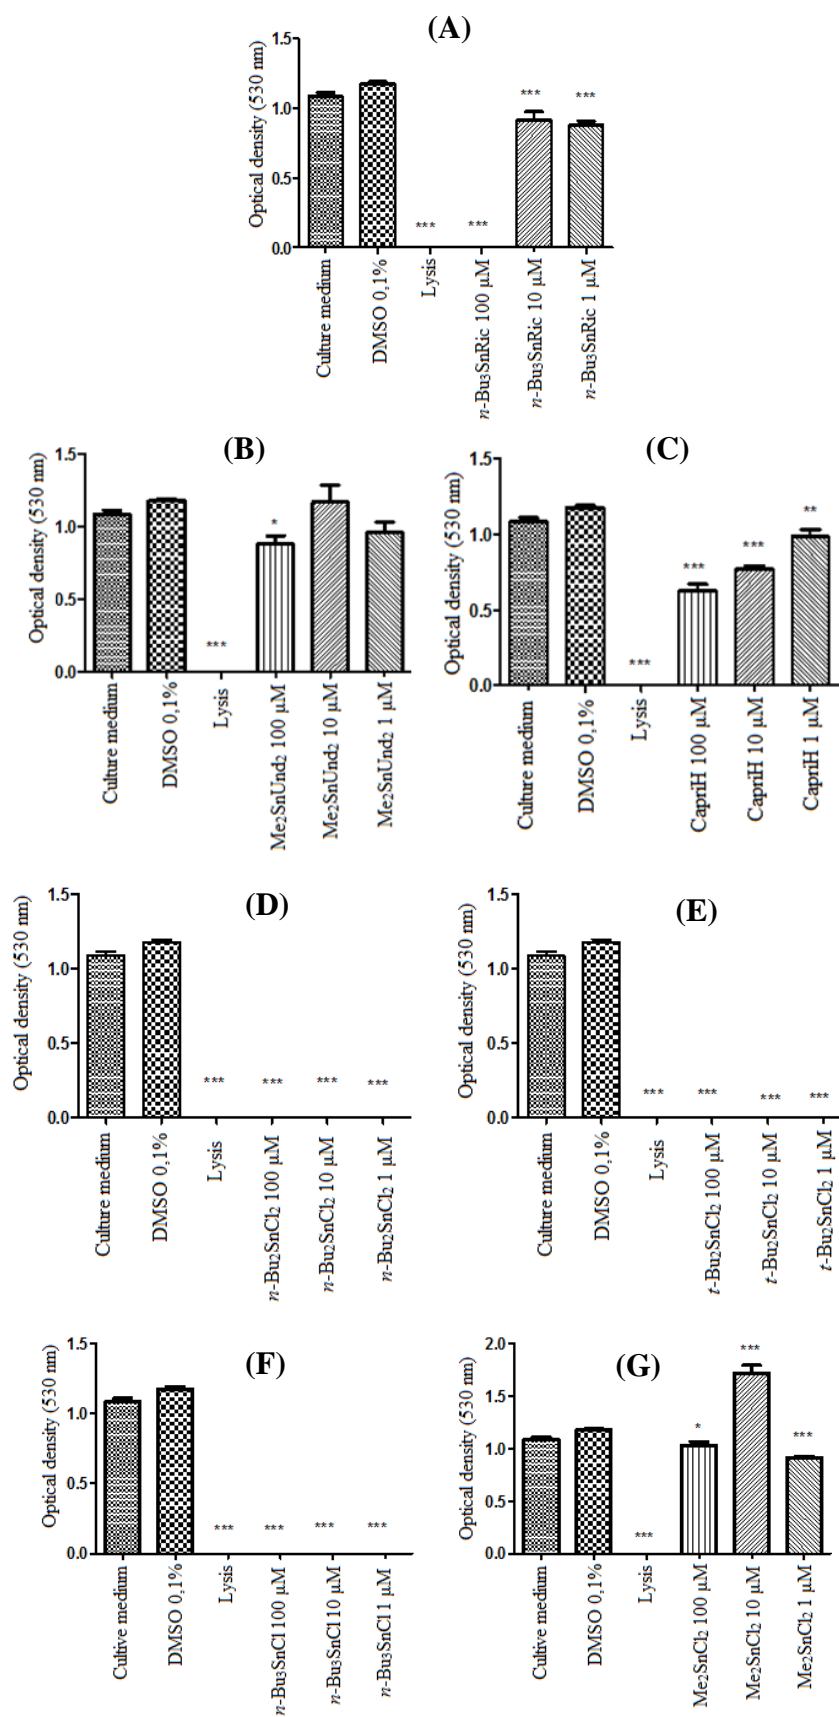 (A)
Optical density (530 nm)
1.5
1.0
0.5
0.0
***
***
***
***
Culture medium
DMSO 0,1%
Lysis
n-Bu₃SnRic 100 µM
n-Bu₃SnRic 10 µM
n-Bu₃SnRic 1 µM
(B)
Optical density (530 nm)
1.5
1.0
0.5
0.0
***
*
Culture medium
DMSO 0,1%
Lysis
Me₂SnUnd₂ 100 µM
Me₂SnUnd₂ 10 µM
Me₂SnUnd₂ 1 µM
(C)
Optical density (530 nm)
1.5
1.0
0.5
0.0
***
***
***
**
Culture medium
DMSO 0,1%
Lysis
CapriH 100 µM
CapriH 10 µM
CapriH 1 µM
(D)
Optical density (530 nm)
1.5
1.0
0.5
0.0
***
***
***
***
Culture medium
DMSO 0,1%
Lysis
n-Bu₂SnCl₂ 100 µM
n-Bu₂SnCl₂ 10 µM
n-Bu₂SnCl₂ 1 µM
(E)
Optical density (530 nm)
1.5
1.0
0.5
0.0
***
***
***
***
Culture medium
DMSO 0,1%
Lysis
t-Bu₂SnCl₂ 100 µM
t-Bu₂SnCl₂ 10 µM
t-Bu₂SnCl₂ 1 µM
(F)
Optical density (530 nm)
1.5
1.0
0.5
0.0
***
***
***
***
Cultive medium
DMSO 0,1%
Lysis
n-Bu₃SnCl 100 µM
n-Bu₃SnCl 10 µM
n-Bu₃SnCl 1 µM
(G)
Optical density (530 nm)
2.0
1.5
1.0
0.5
0.0
***
*
***
***
Culture medium
DMSO 0,1%
Lysis
Me₂SnCl₂ 100 µM
Me₂SnCl₂ 10 µM
Me₂SnCl₂ 1 µM